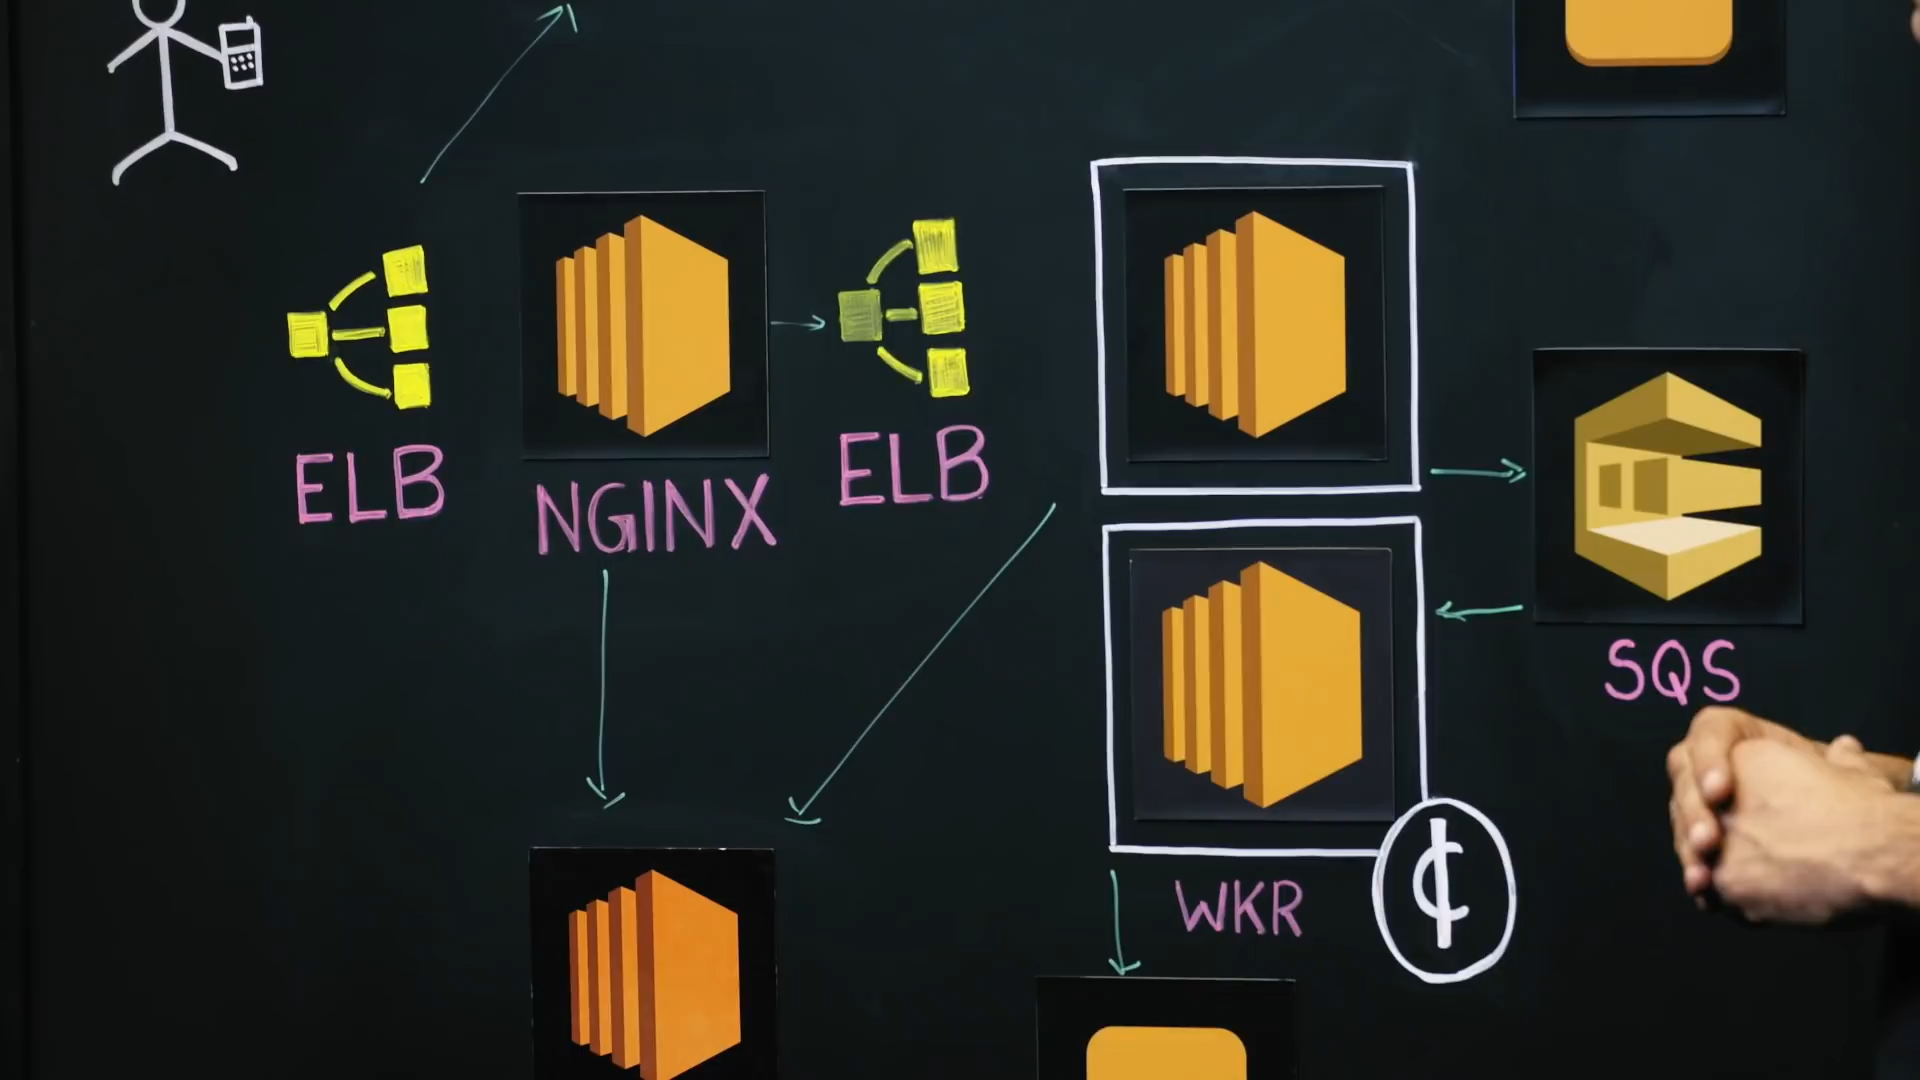 ELB
NGINX
ELB
SQS
WKR
¢